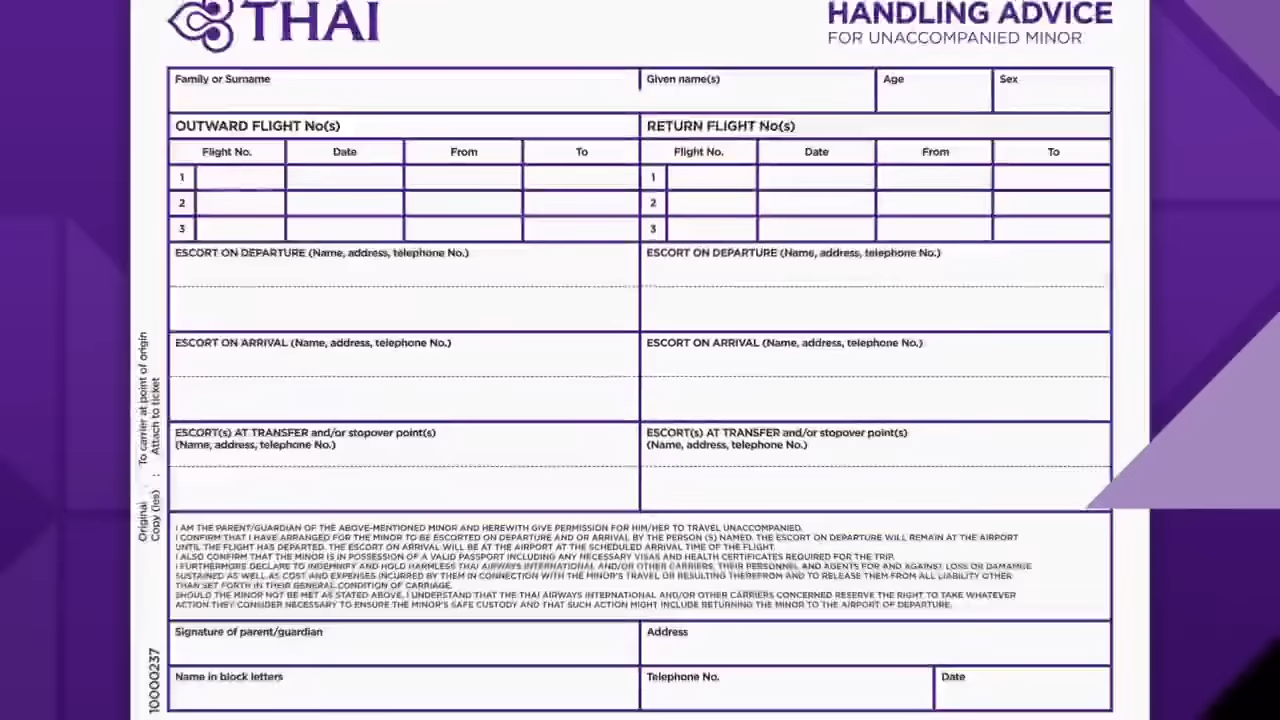 THAI
HANDLING ADVICE
FOR UNACCOMPANIED MINOR
Family or Surname
Given name(s)
Age
Sex
OUTWARD FLIGHT No(s)
RETURN FLIGHT No(s)
Flight No. Date From To
Flight No. Date From To
1
1
2
2
3
3
ESCORT ON DEPARTURE (Name, address, telephone No.)
ESCORT ON DEPARTURE (Name, address, telephone No.)
ESCORT ON ARRIVAL (Name, address, telephone No.)
ESCORT ON ARRIVAL (Name, address, telephone No.)
ESCORT(s) AT TRANSFER and/or stopover point(s)
(Name, address, telephone No.)
ESCORT(s) AT TRANSFER and/or stopover point(s)
(Name, address, telephone No.)
I AM THE PARENT/GUARDIAN OF THE ABOVE-MENTIONED MINOR AND HEREWITH GIVE PERMISSION FOR HIM/HER TO TRAVEL UNACCOMPANIED.
I CONFIRM THAT I HAVE ARRANGED FOR THE MINOR TO BE ESCORTED ON DEPARTURE AND OR ARRIVAL BY THE PERSON (S) NAMED. THE ESCORT ON DEPARTURE WILL REMAIN AT THE AIRPORT
UNTIL THE FLIGHT HAS DEPARTED. THE ESCORT ON ARRIVAL WILL BE AT THE AIRPORT AT THE SCHEDULED ARRIVAL TIME OF THE FLIGHT.
I ALSO CONFIRM THAT THE MINOR IS IN POSSESSION OF A VALID PASSPORT INCLUDING ANY NECESSARY VISAS AND HEALTH CERTIFICATES REQUIRED FOR THE TRIP.
I FURTHERMORE DECLARE TO INDEMNIFY AND HOLD HARMLESS THAI AIRWAYS INTERNATIONAL AND/OR OTHER CARRIERS, THEIR PERSONNEL AND AGENTS FOR AND AGAINST LOSS OR DAMAGE
SUSTAINED AS WELL AS COST AND EXPENSES INCURRED BY THEM IN CONNECTION WITH THE MINOR'S TRAVEL OR RESULTING THEREFROM AND TO RELEASE THEM FROM ALL LIABILITY OTHER
THAN SET FORTH IN THEIR GENERAL CONDITION OF CARRIAGE.
SHOULD THE MINOR NOT BE MET AS STATED ABOVE, I UNDERSTAND THAT THE THAI AIRWAYS INTERNATIONAL AND/OR OTHER CARRIERS CONCERNED RESERVE THE RIGHT TO TAKE WHATEVER
ACTION THEY CONSIDER NECESSARY TO ENSURE THE MINOR'S SAFE CUSTODY AND THAT SUCH ACTION MIGHT INCLUDE RETURNING THE MINOR TO THE AIRPORT OF DEPARTURE.
Signature of parent/guardian
Address
Name in block letters
Telephone No.
Date
Original : To carrier at point of origin
Copy (ies) : Attach to ticket
10000237